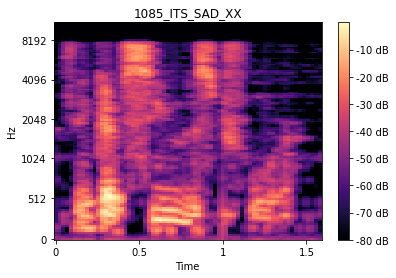 1085_ITS_SAD_XX
8192
4096
2048
1024
512
0
Hz
0
0.5
1
1.5
Time
-10 dB
-20 dB
-30 dB
-40 dB
-50 dB
-60 dB
-70 dB
-80 dB